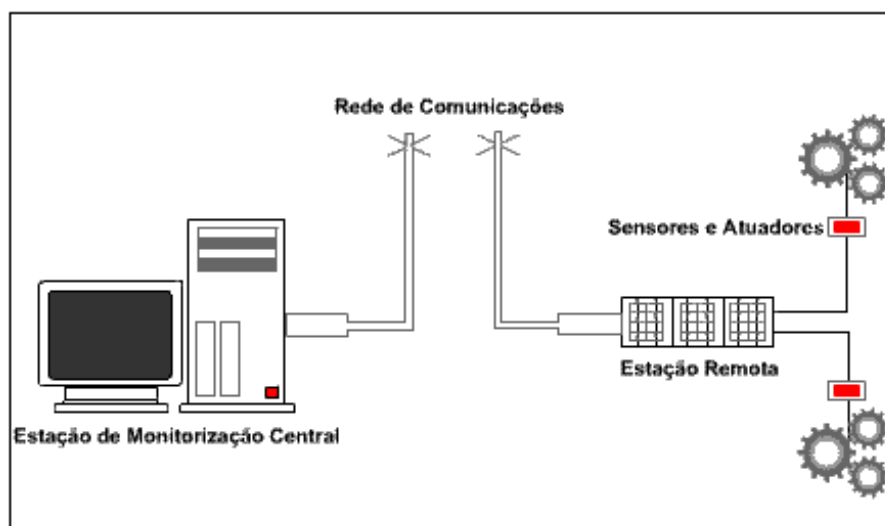 Rede de Comunicações
Sensores e Atuadores
Estação Remota
Estação de Monitorização Central